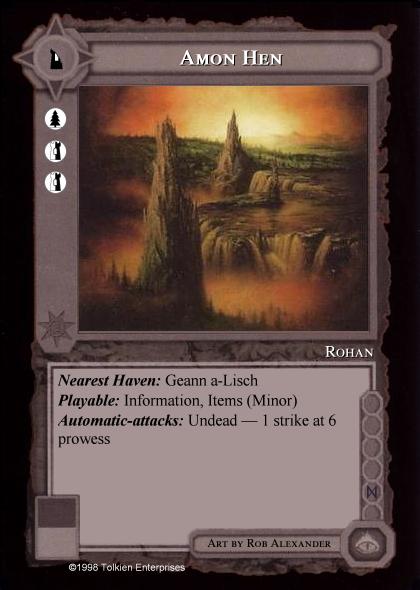 Amon Hen
Rohan
Nearest Haven: Geann a-Lisch
Playable: Information, Items (Minor)
Automatic-attacks: Undead — 1 strike at 6
prowess
Art by Rob Alexander
©1998 Tolkien Enterprises